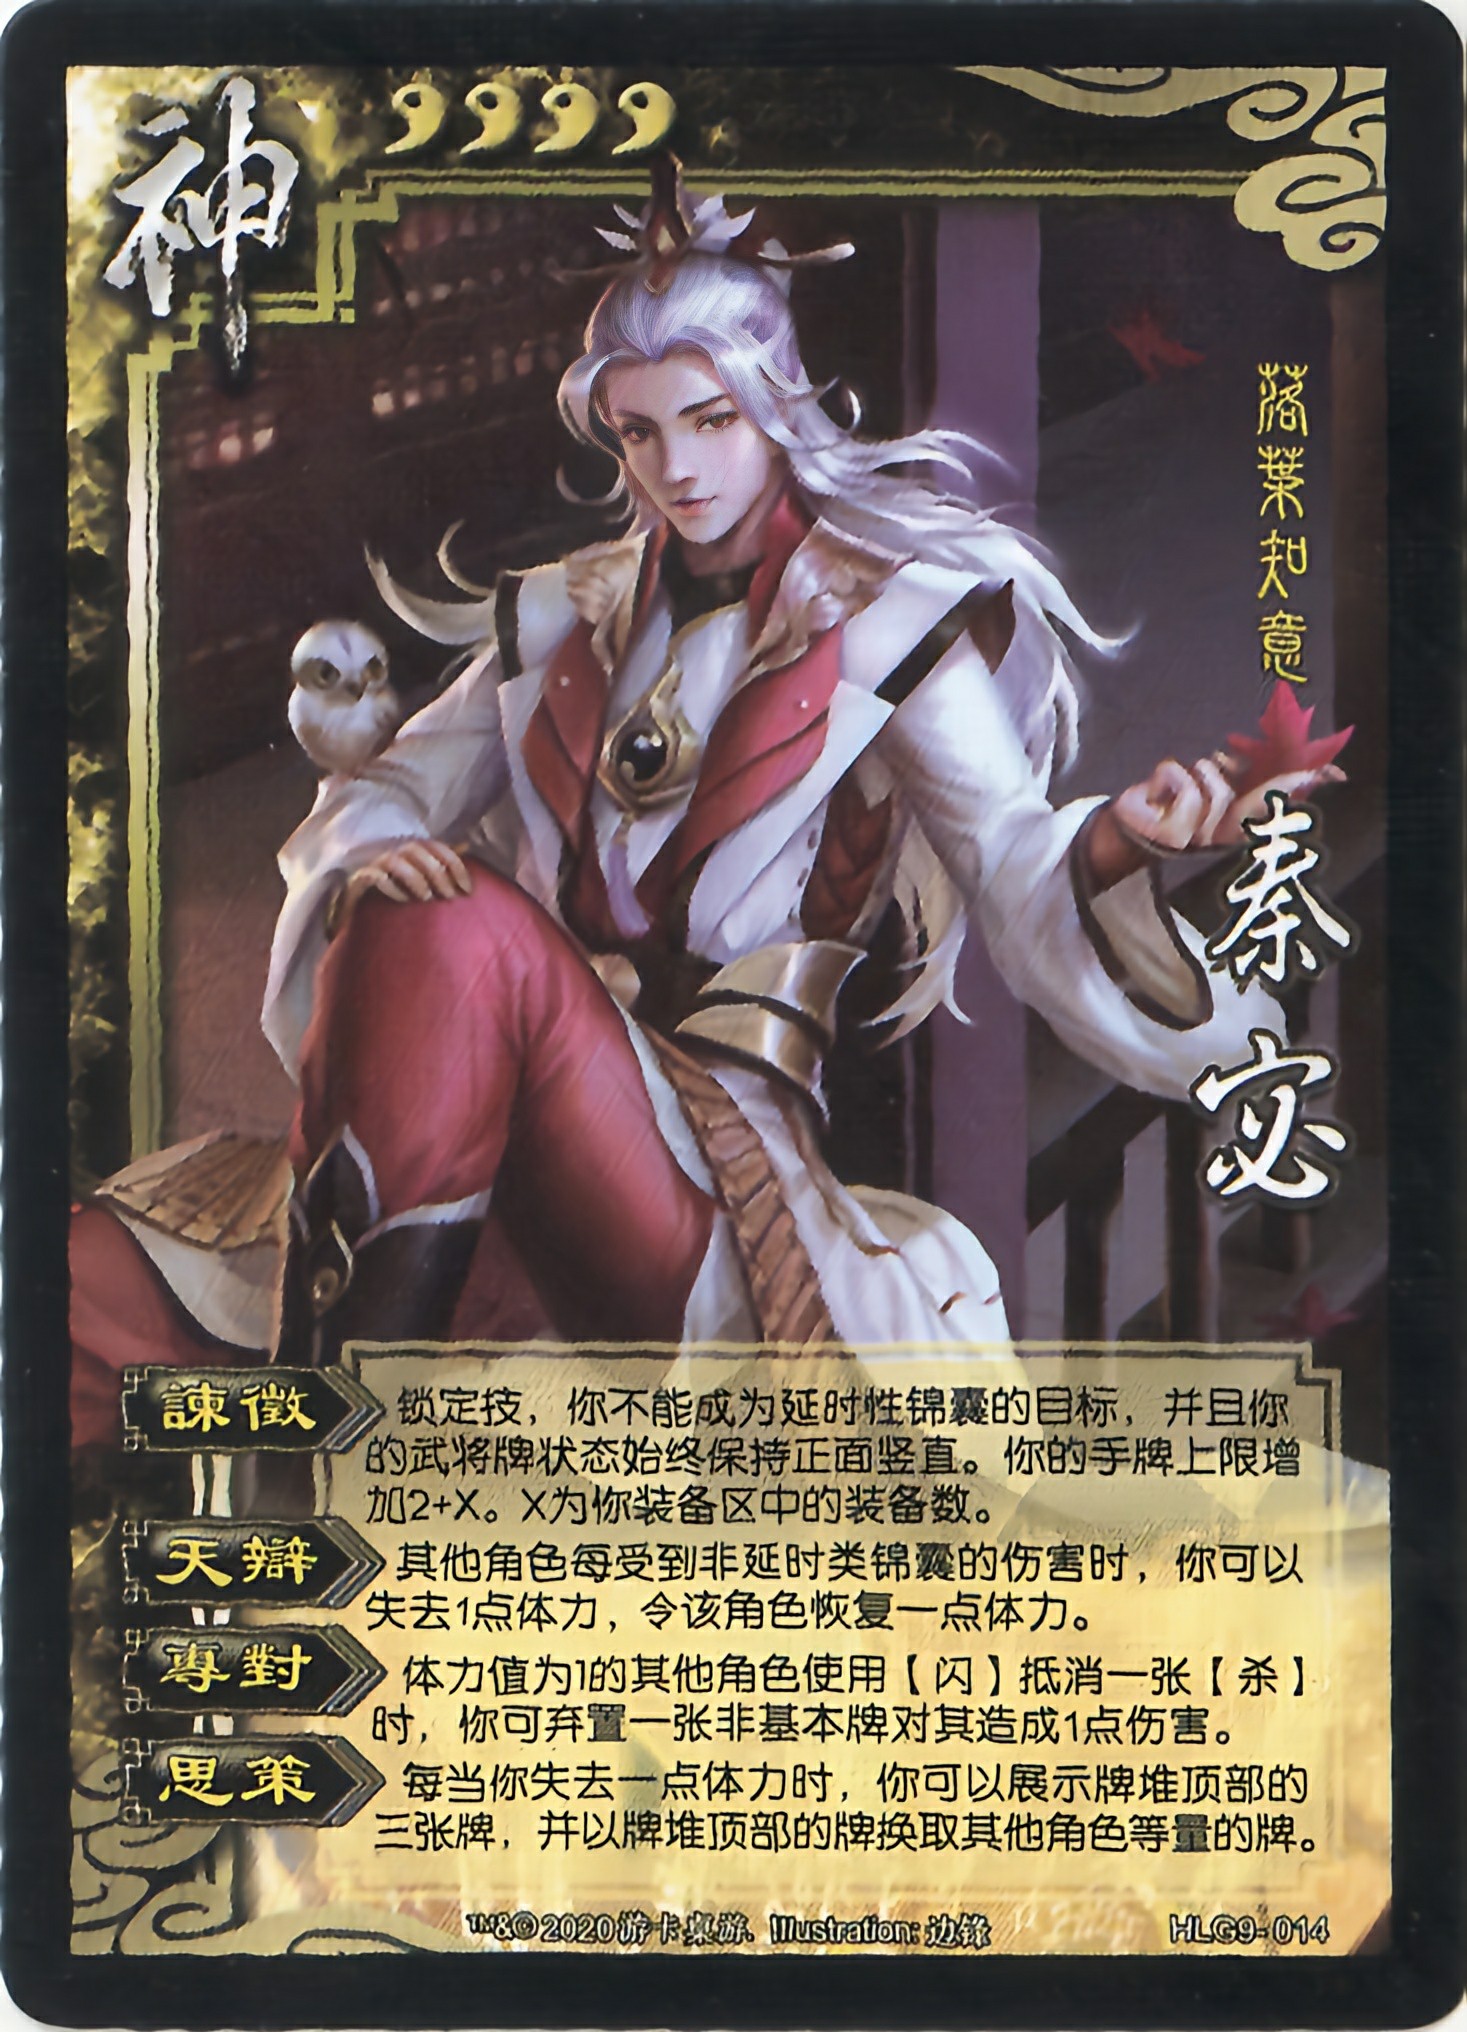 神
落葉知意
秦宓
諫徵
锁定技，你不能成为延时性锦囊的目标，并且你
的武将牌状态始终保持正面竖直。你的手牌上限增
加2+X。X为你装备区中的装备数。
天辯
其他角色每受到非延时类锦囊的伤害时，你可以
失去1点体力，令该角色恢复一点体力。
專對
体力值为1的其他角色使用【闪】抵消一张【杀】
时，你可弃置一张非基本牌对其造成1点伤害。
思策
每当你失去一点体力时，你可以展示牌堆顶部的
三张牌，并以牌堆顶部的牌换取其他角色等量的牌。
™&©2020游卡桌游. Illustration: 边锋
HLG9-014